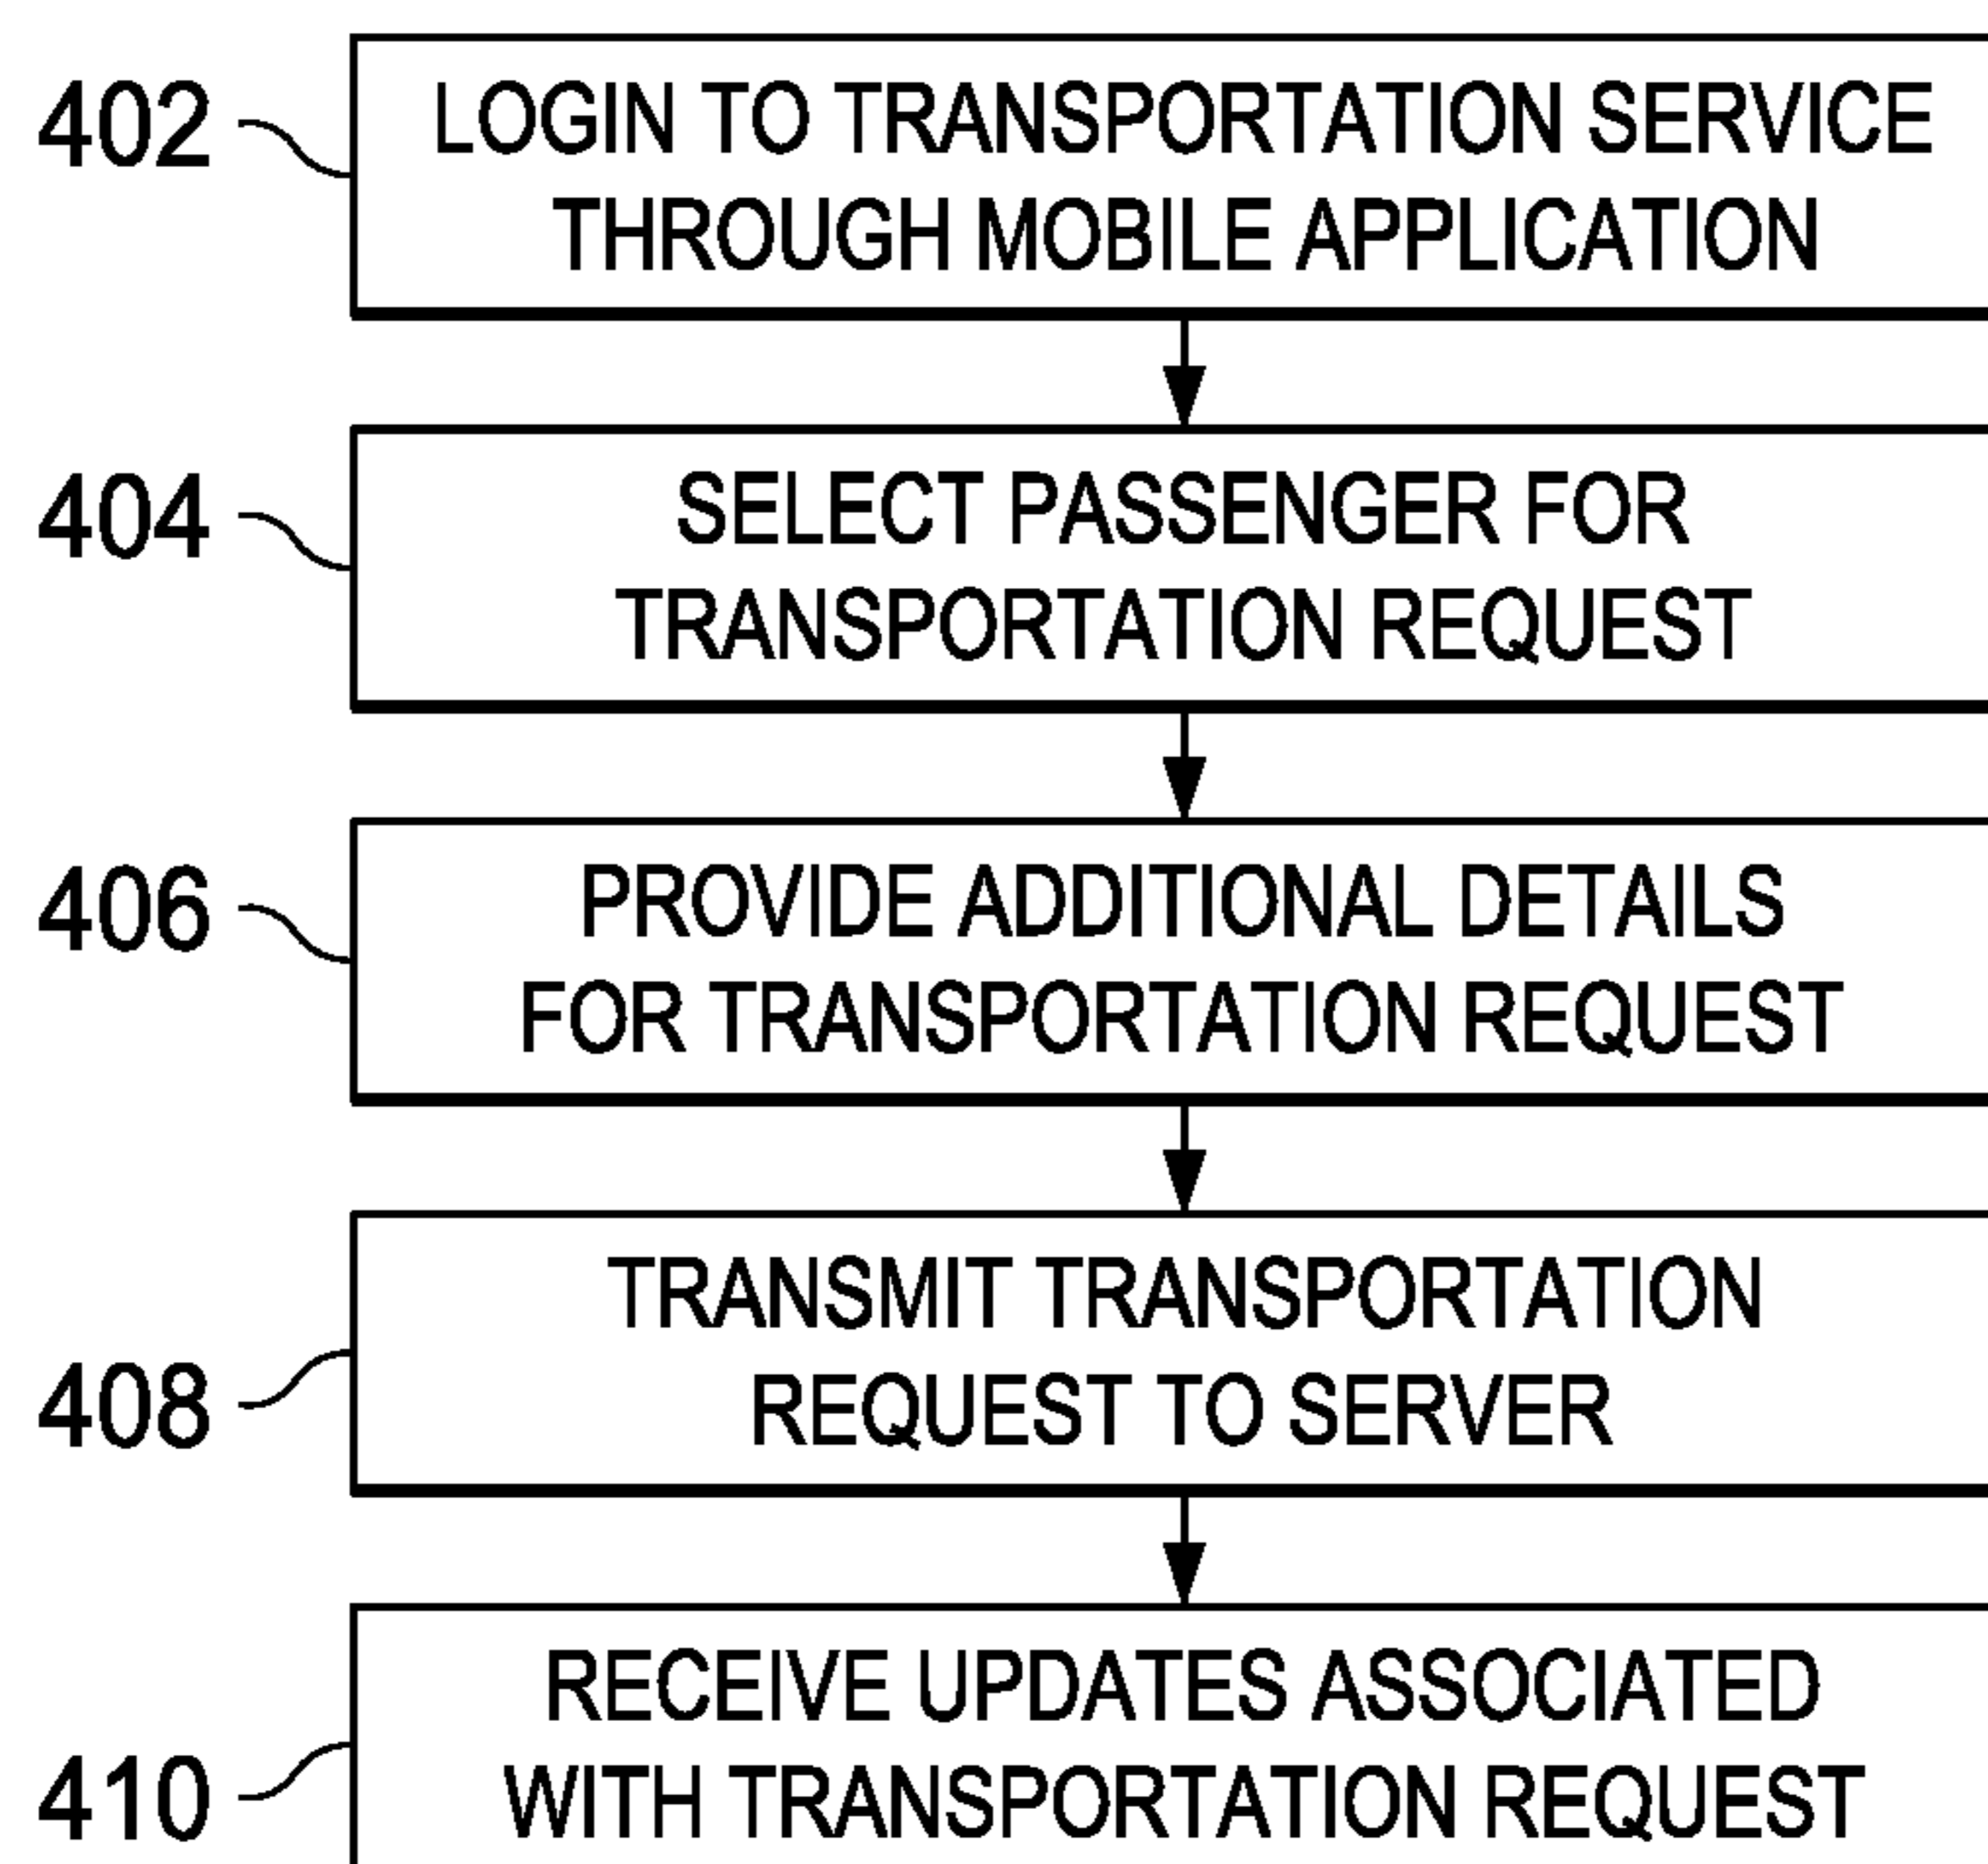 402
LOGIN TO TRANSPORTATION SERVICE
THROUGH MOBILE APPLICATION
404
SELECT PASSENGER FOR
TRANSPORTATION REQUEST
406
PROVIDE ADDITIONAL DETAILS
FOR TRANSPORTATION REQUEST
408
TRANSMIT TRANSPORTATION
REQUEST TO SERVER
410
RECEIVE UPDATES ASSOCIATED
WITH TRANSPORTATION REQUEST